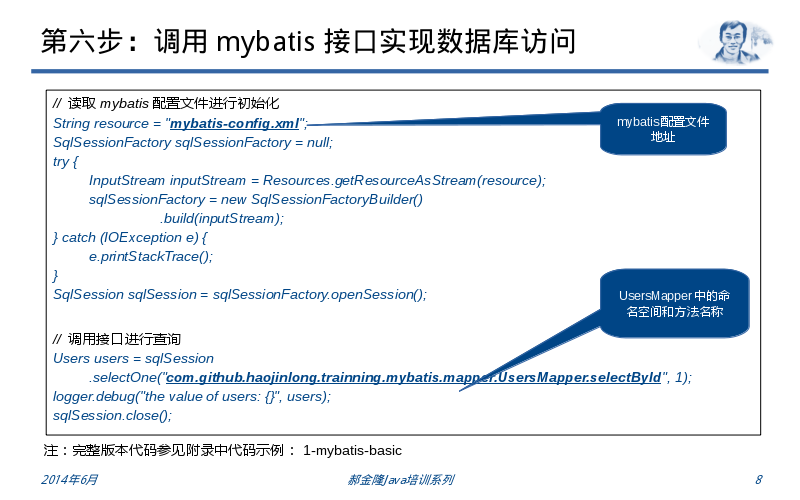 第六步：调用 mybatis 接口实现数据库访问
// 读取 mybatis 配置文件进行初始化
String resource = "mybatis-config.xml";
SqlSessionFactory sqlSessionFactory = null;
try {
InputStream inputStream = Resources.getResourceAsStream(resource);
sqlSessionFactory = new SqlSessionFactoryBuilder()
.build(inputStream);
} catch (IOException e) {
e.printStackTrace();
}
SqlSession sqlSession = sqlSessionFactory.openSession();
// 调用接口进行查询
Users users = sqlSession
.selectOne("com.github.haojinlong.trainning.mybatis.mapper.UsersMapper.selectById", 1);
logger.debug("the value of users: {}", users);
sqlSession.close();
mybatis配置文件
地址
UsersMapper 中的命
名空间和方法名称
注：完整版本代码参见附录中代码示例： 1-mybatis-basic
2014年6月
郝金隆Java培训系列
8